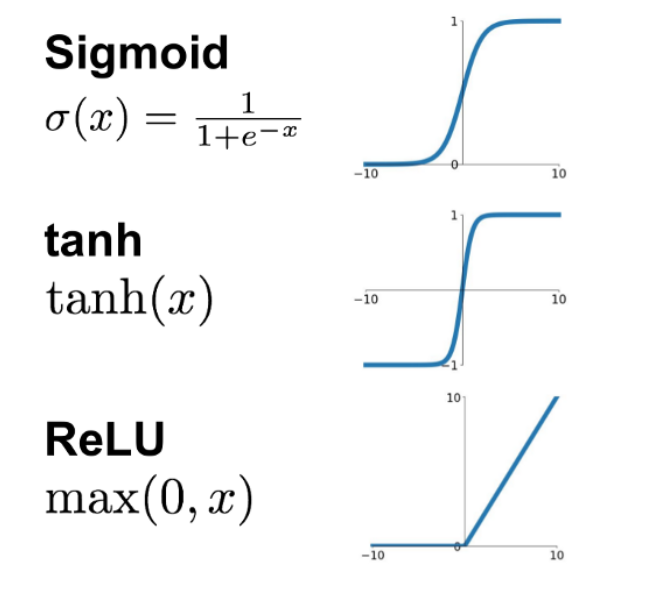 Sigmoid
σ(x) = 1/(1+e^{-x})
1
0
−10
10
tanh
tanh(x)
1
−10
10
−1
ReLU
max(0, x)
10
0
−10
10